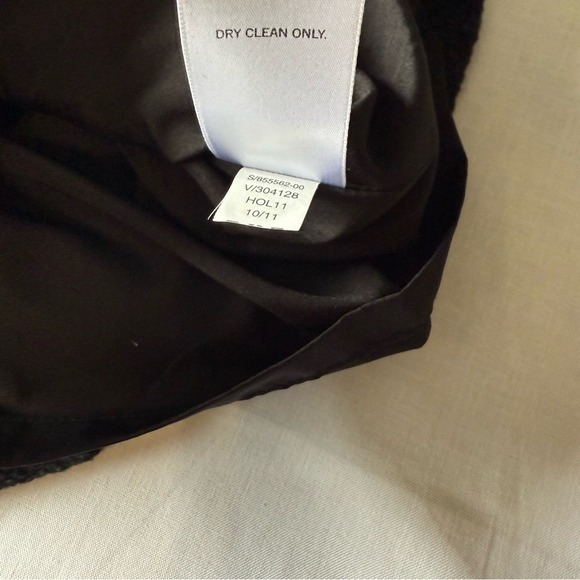 DRY CLEAN ONLY.
S/855562-00
V/304128
HOL11
10/11